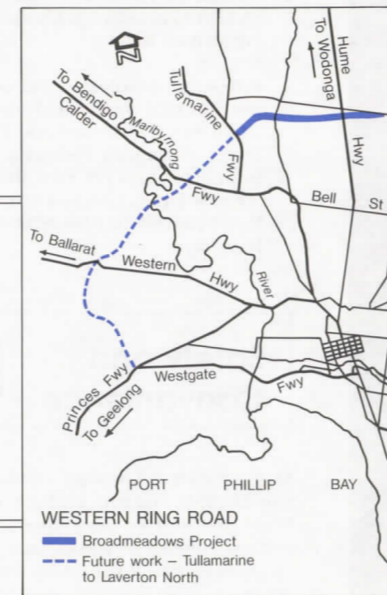 N
To Wodonga
Hume
Hwy
Tullamarine
Fwy
To Bendigo
Calder
Maribyrnong
Fwy
Bell St
To Ballarat
Western
Hwy
River
Princes Fwy
To Geelong
Westgate
Fwy
PORT PHILLIP BAY
WESTERN RING ROAD
Broadmeadows Project
Future work – Tullamarine
to Laverton North